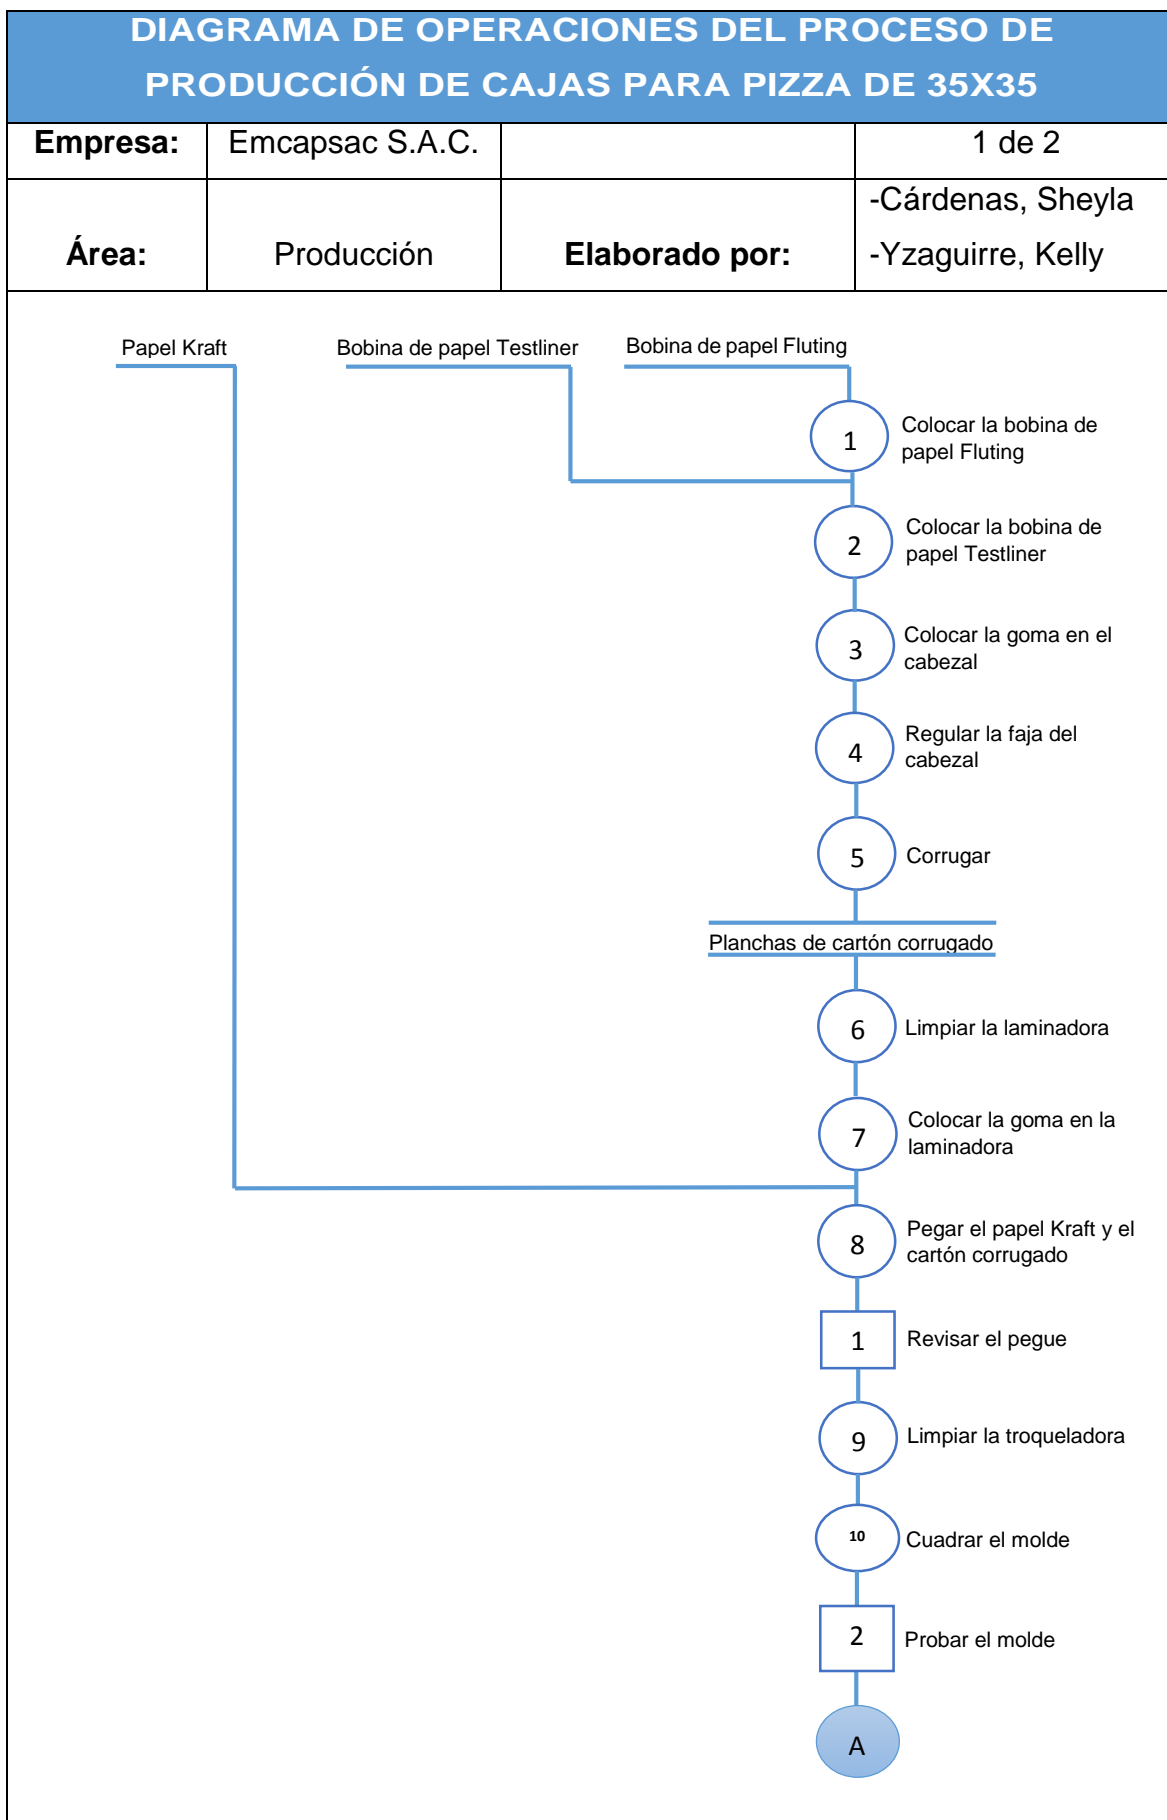 DIAGRAMA DE OPERACIONES DEL PROCESO DE
PRODUCCIÓN DE CAJAS PARA PIZZA DE 35X35
Empresa:
Emcapsac S.A.C.
1 de 2
Área:
Producción
Elaborado por:
-Cárdenas, Sheyla
-Yzaguirre, Kelly
Papel Kraft
Bobina de papel Testliner
Bobina de papel Fluting
1
Colocar la bobina de
papel Fluting
2
Colocar la bobina de
papel Testliner
3
Colocar la goma en el
cabezal
4
Regular la faja del
cabezal
5
Corrugar
Planchas de cartón corrugado
6
Limpiar la laminadora
7
Colocar la goma en la
laminadora
8
Pegar el papel Kraft y el
cartón corrugado
1
Revisar el pegue
9
Limpiar la troqueladora
10
Cuadrar el molde
2
Probar el molde
A